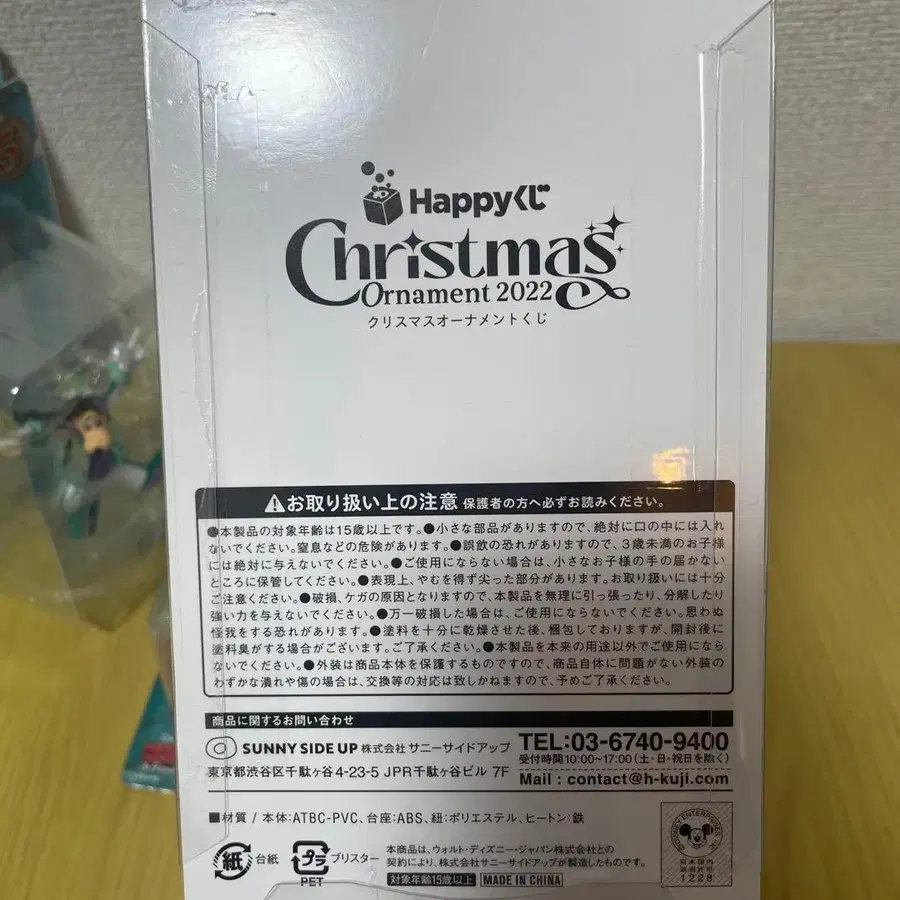 Happyくじ
Christmas
Ornament 2022
クリスマスオーナメントくじ
お取り扱い上の注意 保護者の方へ必ずお読みください。
●本製品の対象年齢は15歳以上です。●小さな部品がありますので、絶対に口の中には入れ
ないでください。窒息などの危険があります。●誤飲の恐れがありますので、3歳未満のお子様
には絶対に与えないでください。●ご使用にならない場合は、小さなお子様の手の届かない
ところに保管してください。●表現上、やむを得ず尖った部分があります。お取り扱いには十分
ご注意ください。●破損、ケガの原因となりますので、本製品を無理に引っ張ったり、分解したり
強い力を与えないでください。●万一破損した場合は、ご使用にならないでください。思わぬ
怪我をする恐れがあります。●塗料を十分に乾燥させた後、梱包しておりますが、開封後に
塗料臭がする場合がございます。ご了承ください。●本製品を本来の用途以外でご使用になら
ないでください。●外装は商品本体を保護するものですので、商品自体に問題がない外装の
わずかな潰れや傷の場合は、交換等の対応は致しかねますので、予めご了承ください。
商品に関するお問い合わせ
SUNNY SIDE UP 株式会社 サニーサイドアップ
東京都渋谷区千駄ヶ谷4-23-5 JPR千駄ヶ谷ビル 7F
TEL:03-6740-9400
受付時間10:00~17:00(土・日・祝日を除く)
Mail : contact@h-kuji.com
■材質 / 本体:ATBC-PVC、台座:ABS、紐:ポリエステル、ヒートン:鉄
紙 台紙
プラ ブリスター
PET
本商品は、ウォルト・ディズニー・ジャパン株式会社との
契約により、株式会社サニーサイドアップが製造したものです。
対象年齢15歳以上 MADE IN CHINA
©DISNEY ENTERPRISES, INC.
日本国内
1228